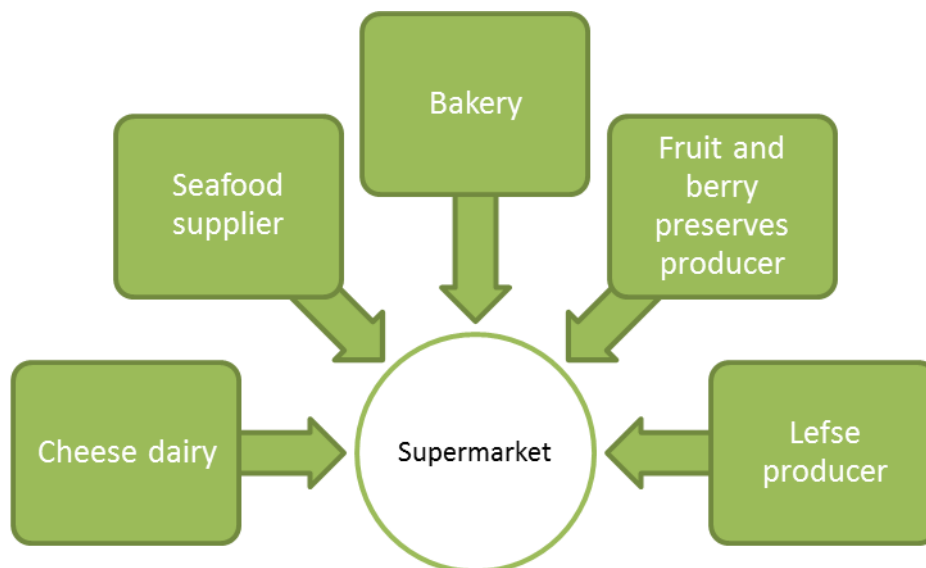 Bakery
Seafood
supplier
Fruit and
berry
preserves
producer
Cheese dairy
Supermarket
Lefse
producer